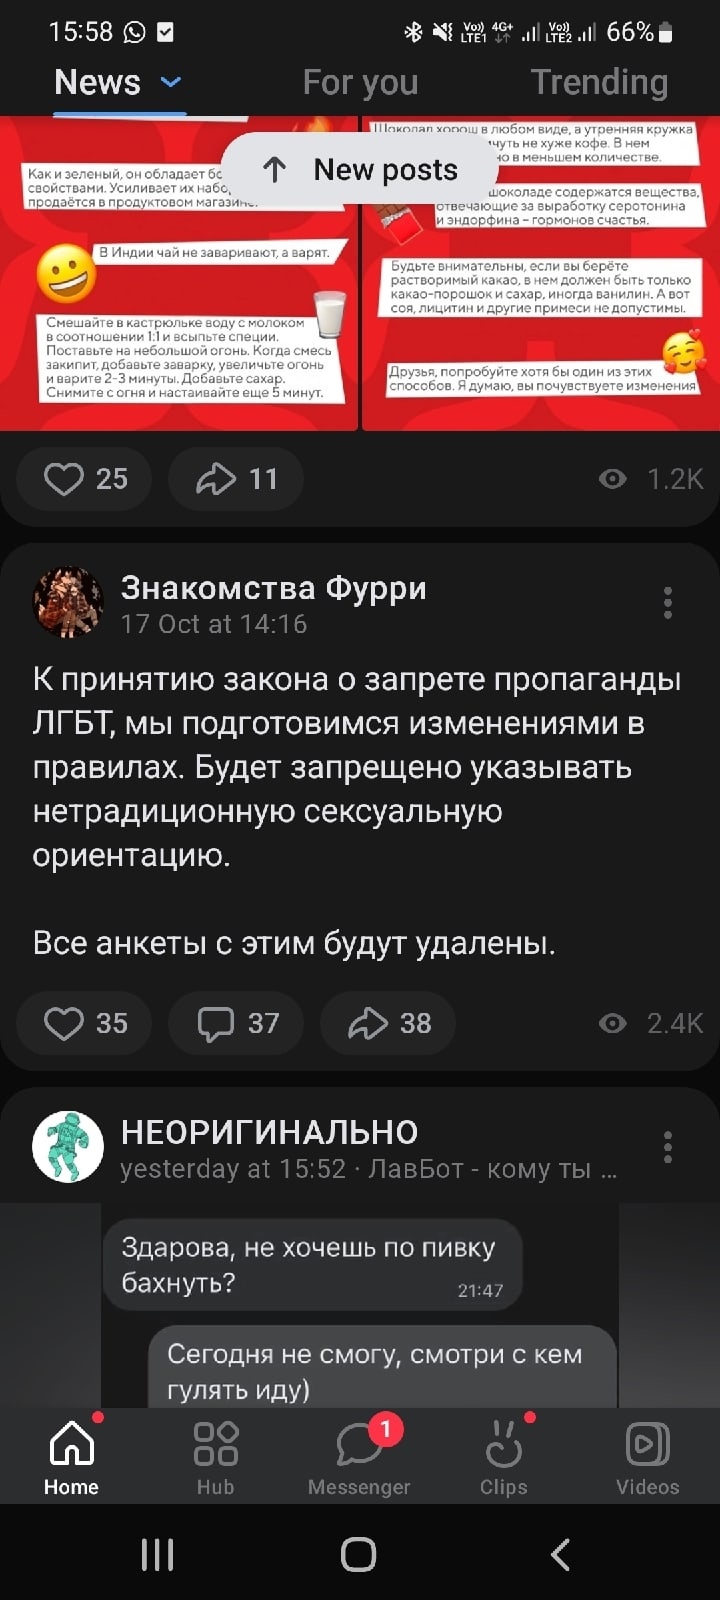 15:58
Vo)) LTE1 4G+ Vo)) LTE2 66%
News For you Trending
New posts
Как и зеленый, он обладает
свойствами. Усиливает их
продаётся в продуктовом магазине.
В Индии чай не заваривают, а варят.
Смешайте в кастрюльке воду с молоком
в соотношении 1:1 и всыпьте специи.
Поставьте на небольшой огонь. Когда смесь
закипит, добавьте заварку, увеличьте огонь
и варите 2-3 минуты. Добавьте сахар.
Снимите с огня и настаивайте еще 5 минут.
Шоколад хорош в любом виде, а утренняя кружка
чуть не хуже кофе. В нем
но в меньшем количестве.
шоколаде содержатся вещества,
отвечающие за выработку серотонина
и эндорфина – гормонов счастья.
Будьте внимательны, если вы берёте
растворимый какао, в нем должен быть только
какао-порошок и сахар, иногда ванилин. А вот
соя, лицитин и другие примеси не допустимы.
Друзья, попробуйте хотя бы один из этих
способов. Я думаю, вы почувствуете изменения
25 11 1.2K
Знакомства Фурри
17 Oct at 14:16
К принятию закона о запрете пропаганды
ЛГБТ, мы подготовимся изменениями в
правилах. Будет запрещено указывать
нетрадиционную сексуальную
ориентацию.
Все анкеты с этим будут удалены.
35 37 38 2.4K
НЕОРИГИНАЛЬНО
yesterday at 15:52 · ЛавБот - кому ты ...
Здарова, не хочешь по пивку
бахнуть?
21:47
Сегодня не смогу, смотри с кем
гулять иду)
1
Home Hub Messenger Clips Videos